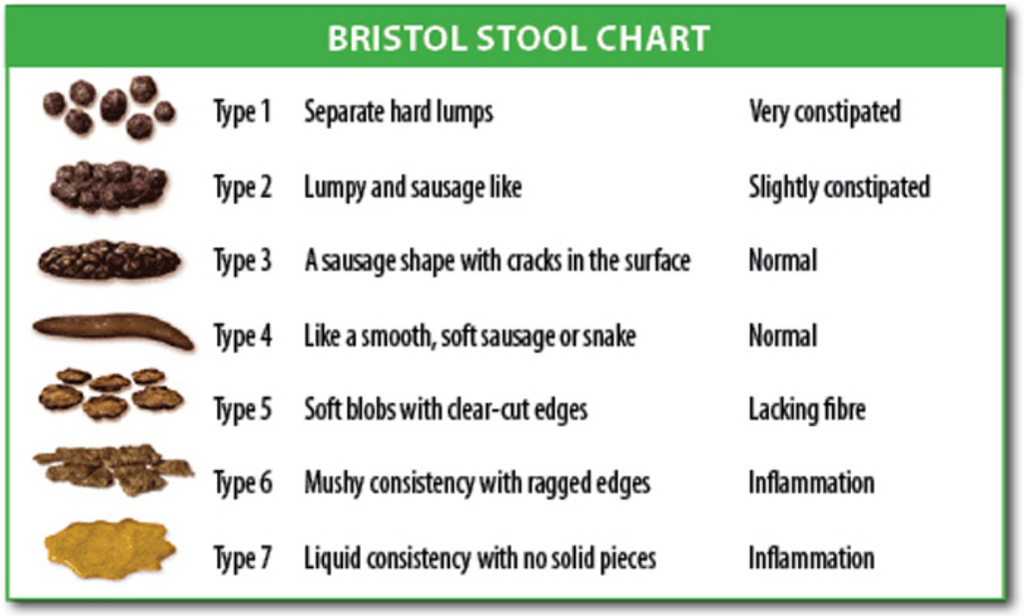 BRISTOL STOOL CHART
Type 1 Separate hard lumps Very constipated
Type 2 Lumpy and sausage like Slightly constipated
Type 3 A sausage shape with cracks in the surface Normal
Type 4 Like a smooth, soft sausage or snake Normal
Type 5 Soft blobs with clear-cut edges Lacking fibre
Type 6 Mushy consistency with ragged edges Inflammation
Type 7 Liquid consistency with no solid pieces Inflammation